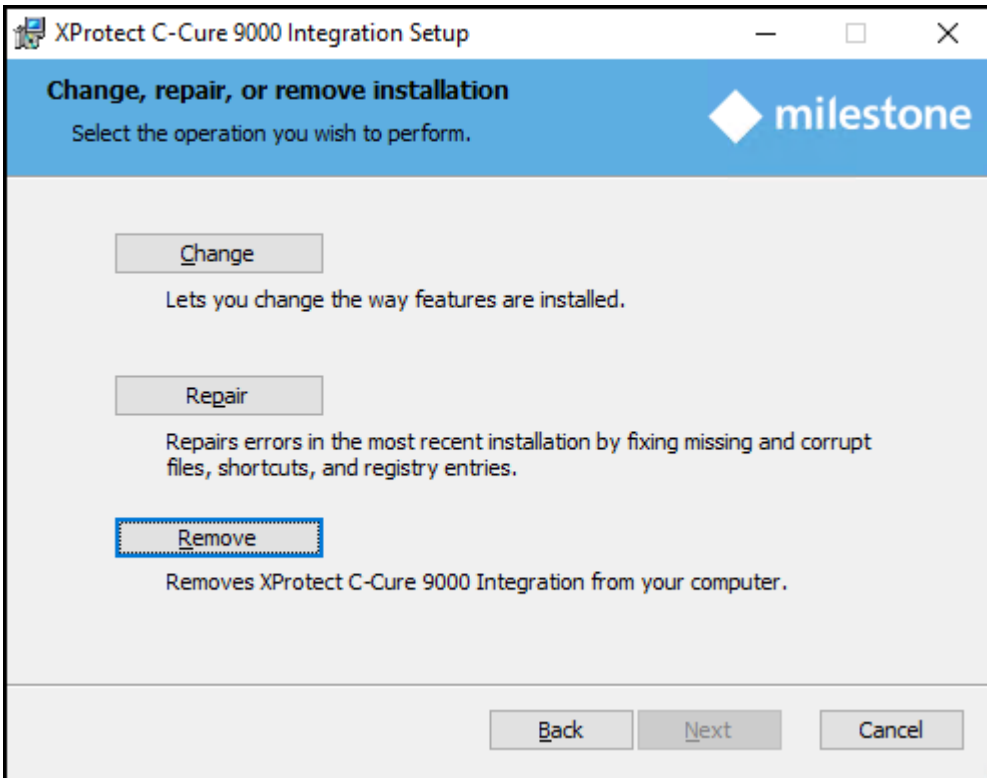 XProtect C-Cure 9000 Integration Setup
Change, repair, or remove installation
Select the operation you wish to perform.
milestone
Change
Lets you change the way features are installed.
Repair
Repairs errors in the most recent installation by fixing missing and corrupt
files, shortcuts, and registry entries.
Remove
Removes XProtect C-Cure 9000 Integration from your computer.
Back Next Cancel